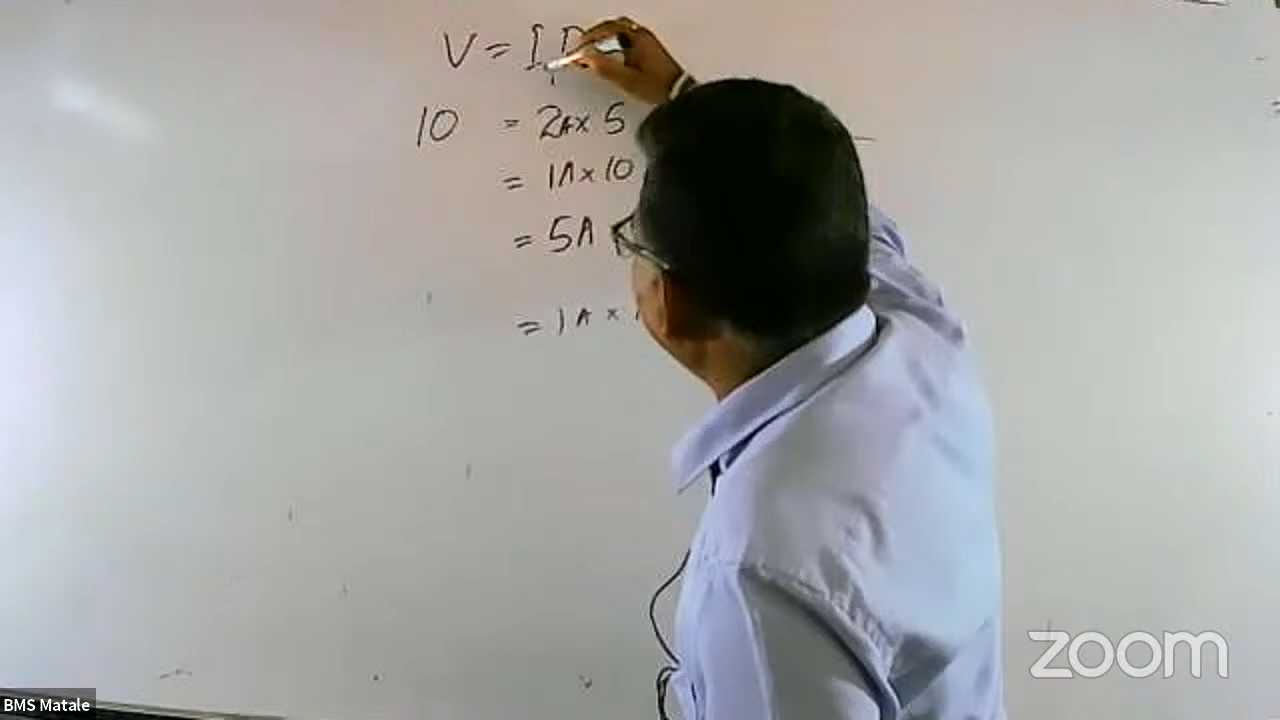 V = I
10 = 2A × 5
= 1A × 10
= 5A
= 1A ×
zoom
BMS Matale